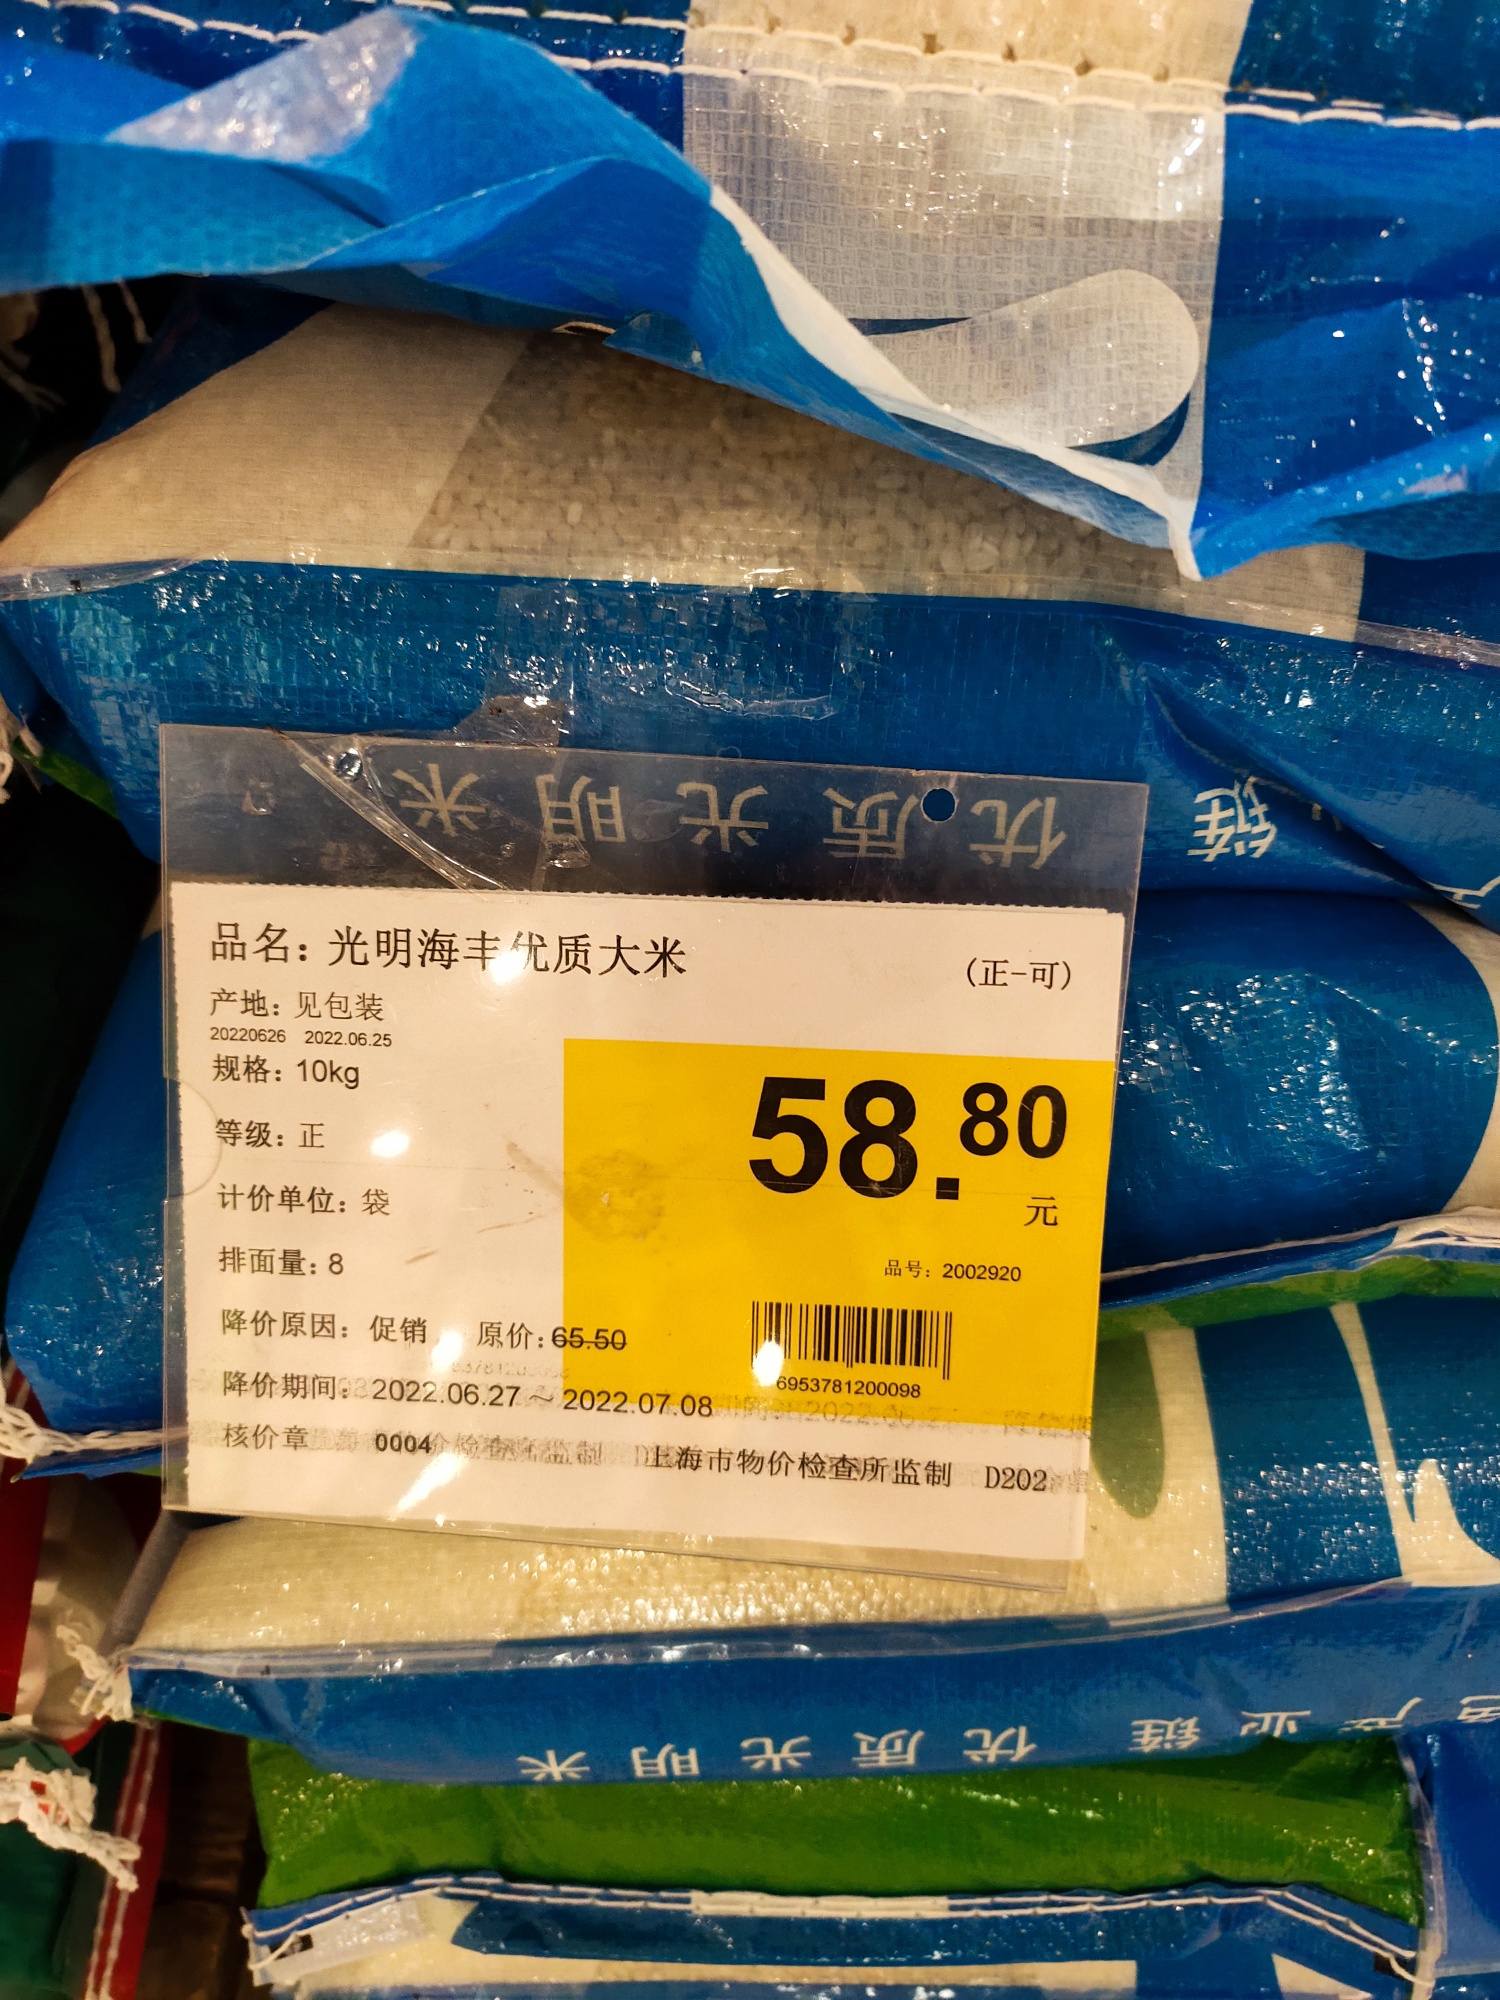 优质光明米
链
品名：光明海丰优质大米
(正-可)
产地：见包装
20220626 2022.06.25
规格：10kg
等级：正
计价单位：袋
排面量：8
58.80
元
品号：2002920
降价原因：促销 原价：65.50
6953781200098
降价期间：2022.06.27 ～ 2022.07.08
核价章 0004 上海市物价检查所监制 D202
色产业链 优质光明米